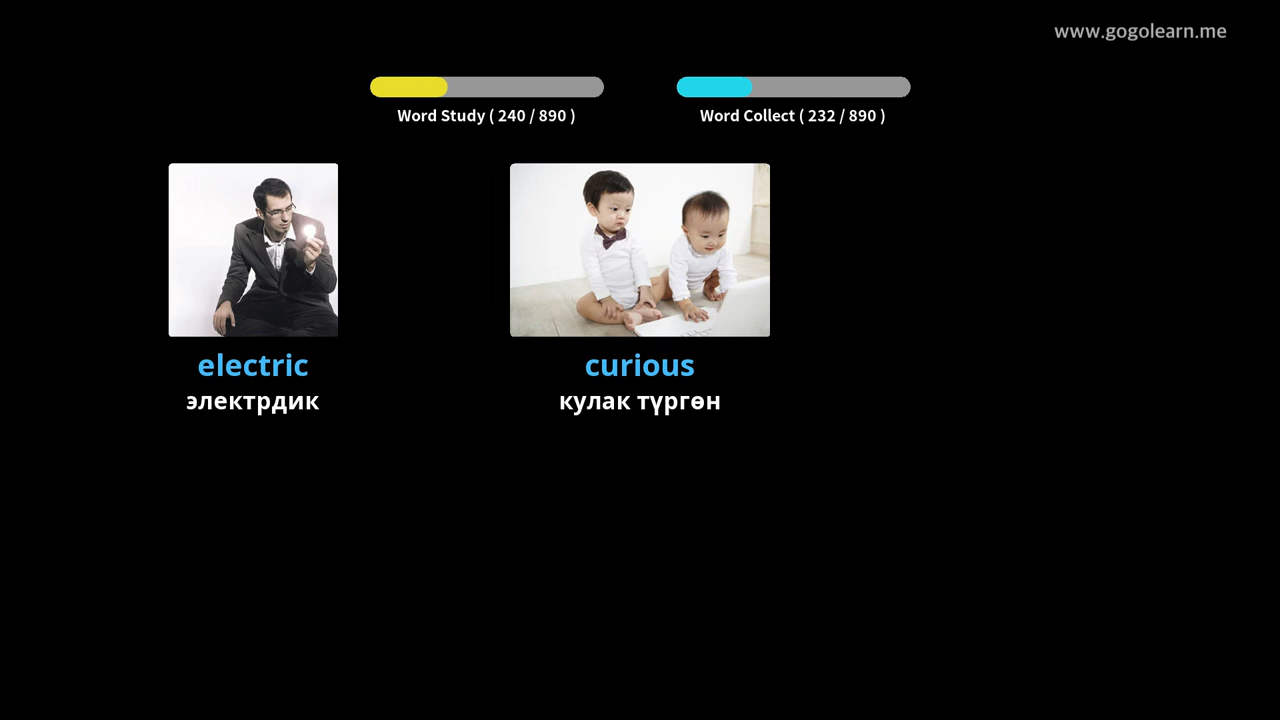 www.gogolearn.me
Word Study ( 240 / 890 )
Word Collect ( 232 / 890 )
electric
электрдик
curious
кулак түргөн